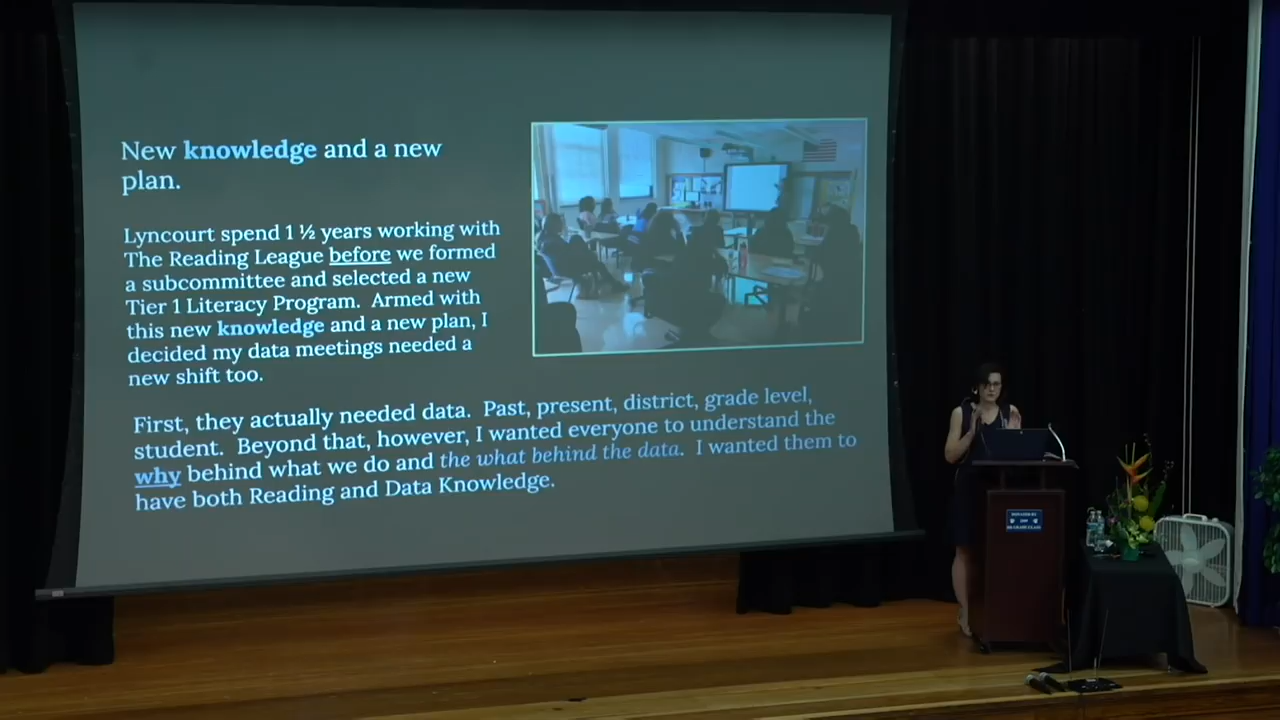 New knowledge and a new
plan.
Lyncourt spend 1 ½ years working with
The Reading League before we formed
a subcommittee and selected a new
Tier 1 Literacy Program. Armed with
this new knowledge and a new plan, I
decided my data meetings needed a
new shift too.
First, they actually needed data. Past, present, district, grade level,
student. Beyond that, however, I wanted everyone to understand the
why behind what we do and the what behind the data. I wanted them to
have both Reading and Data Knowledge.
DONATED BY